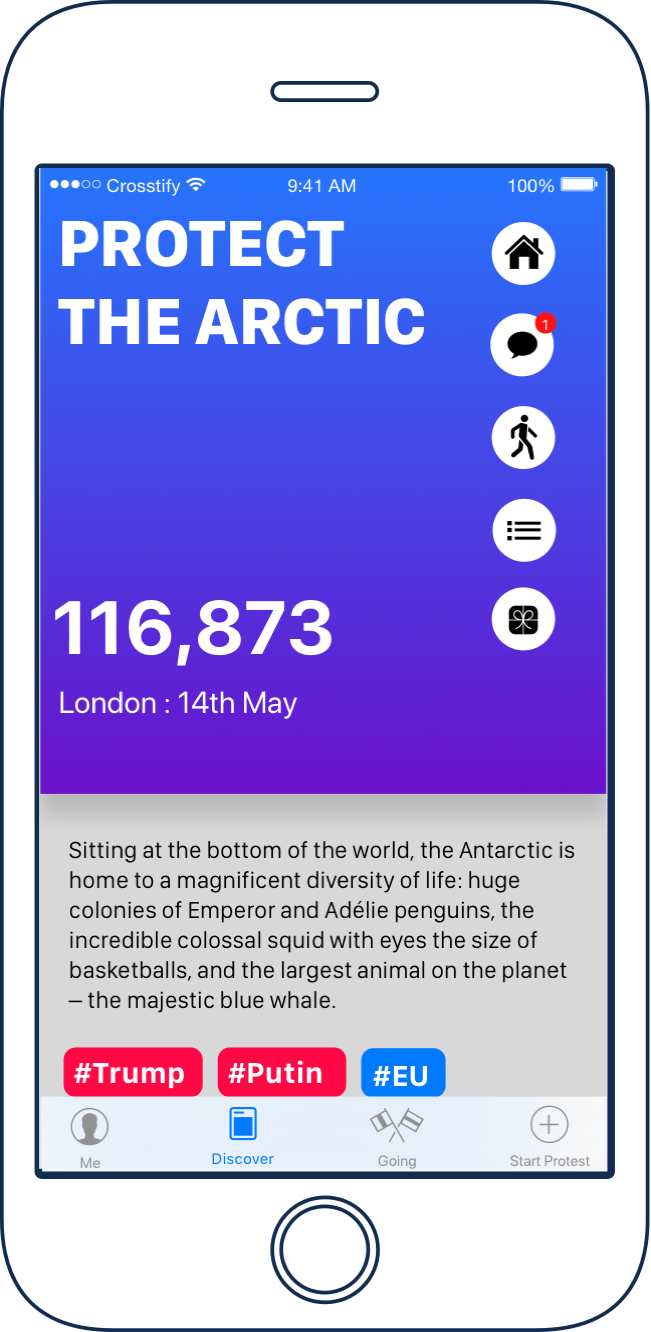 Crosstify 9:41 AM 100%
PROTECT
THE ARCTIC
1
116,873
London : 14th May
Sitting at the bottom of the world, the Antarctic is
home to a magnificent diversity of life: huge
colonies of Emperor and Adélie penguins, the
incredible colossal squid with eyes the size of
basketballs, and the largest animal on the planet
– the majestic blue whale.
#Trump #Putin #EU
Me Discover Going Start Protest